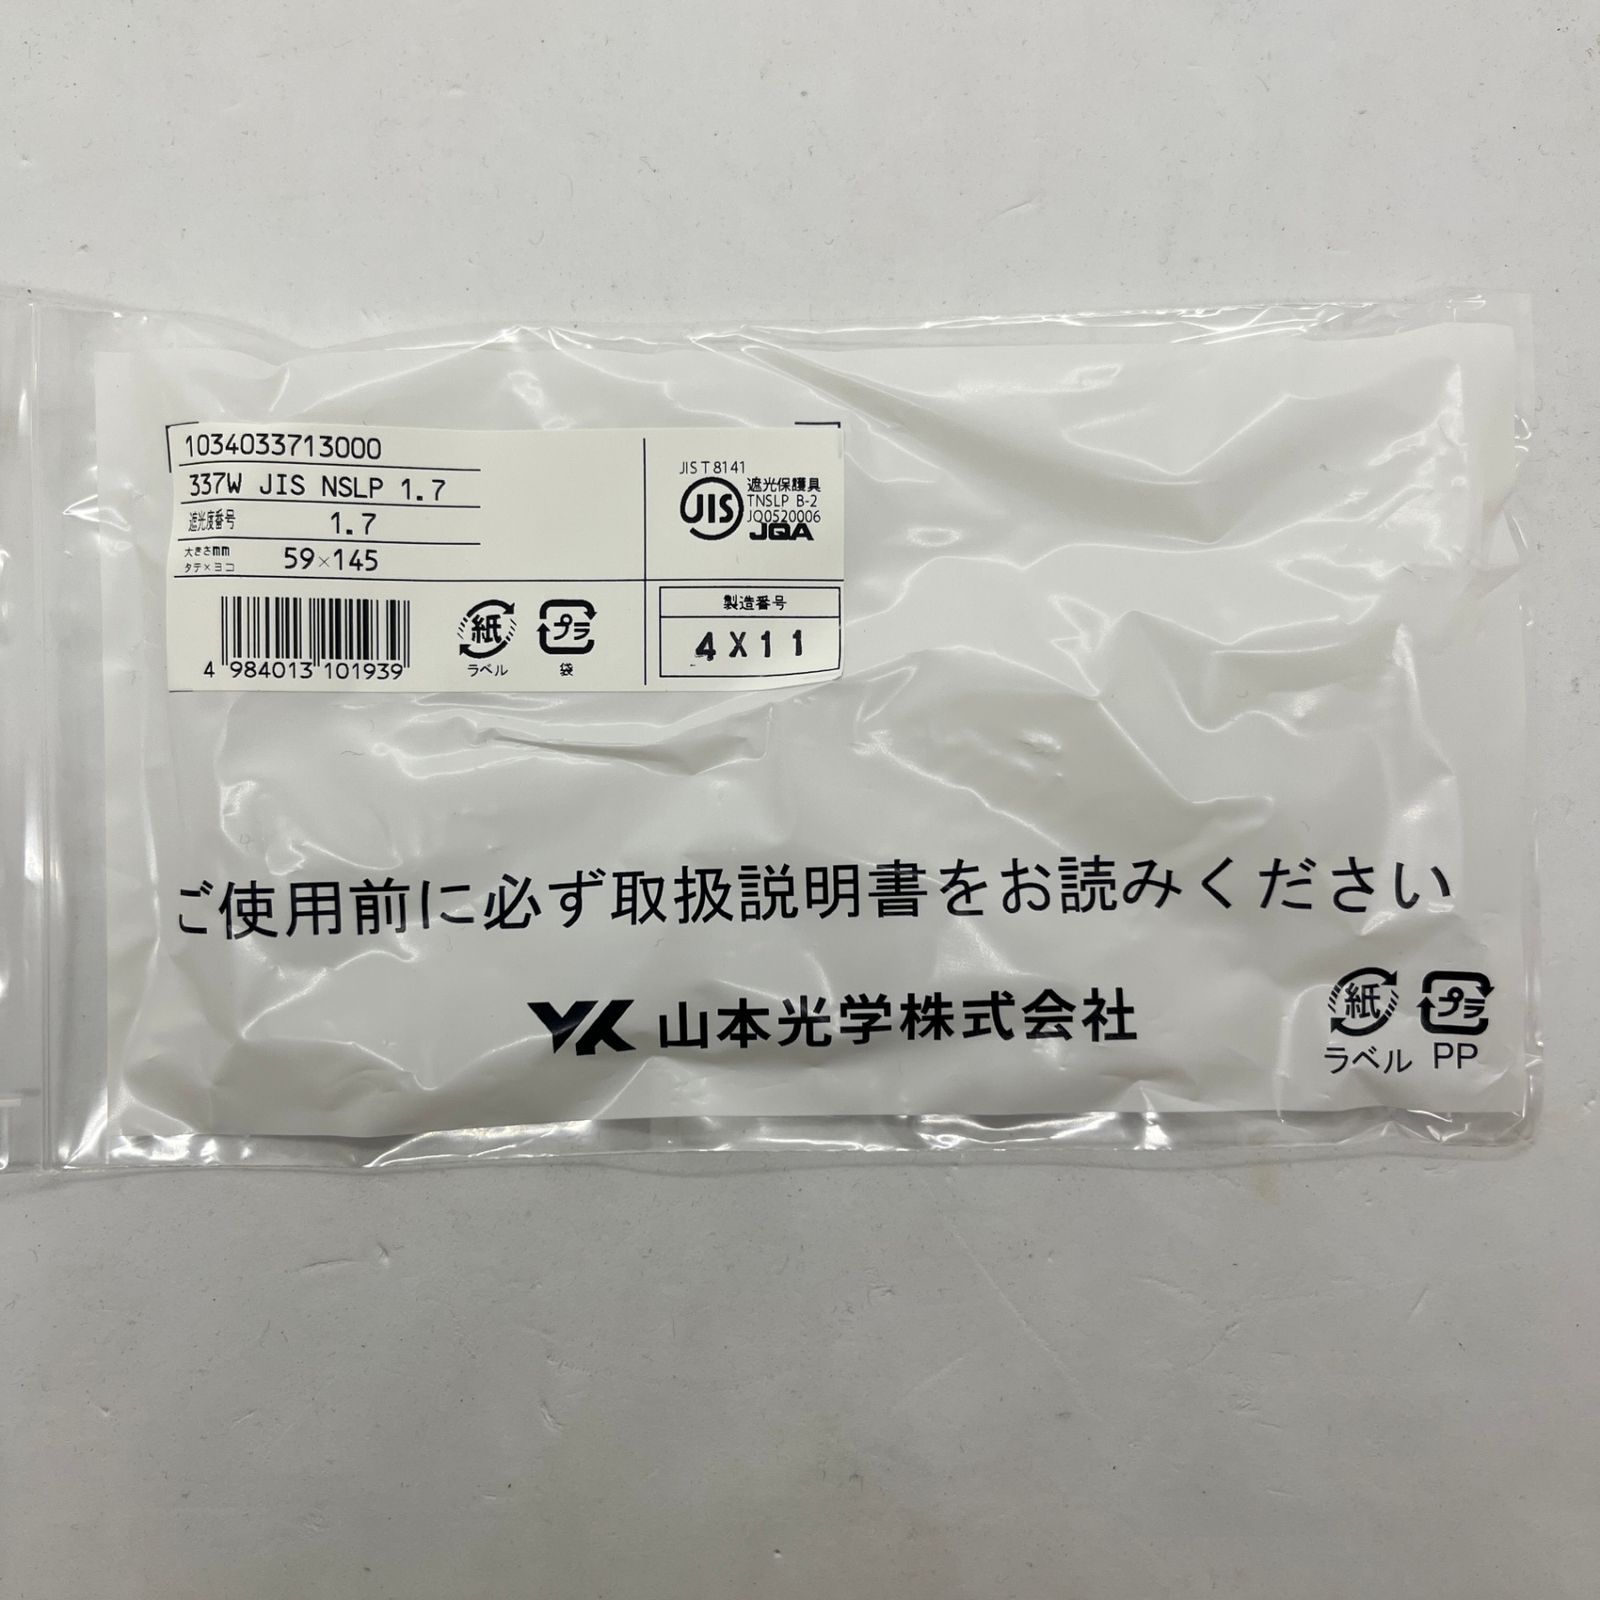 1034033713000
337W JIS NSLP 1.7
遮光度番号 1.7
大きさmm
タテ×ヨコ 59×145
JIS T 8141
JIS
遮光保護具
TNSLP B-2
JQ0520006
JQA
4 984013 101939
紙
ラベル
プラ
袋
製造番号
4X11
ご使用前に必ず取扱説明書をお読みください
YK 山本光学株式会社
紙
ラベル
プラ
PP